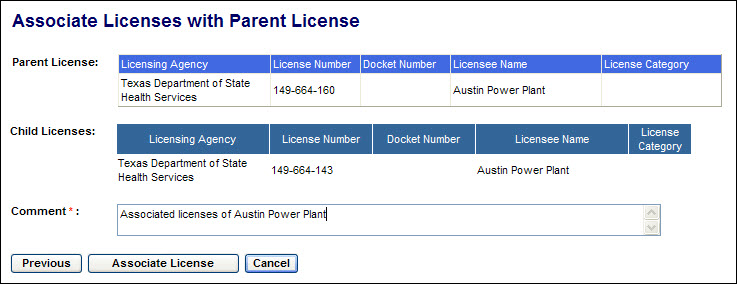 Associate Licenses with Parent License
Parent License:
Licensing Agency License Number Docket Number Licensee Name License Category
Texas Department of State
Health Services 149-664-160 Austin Power Plant
Child Licenses:
Licensing Agency License Number Docket Number Licensee Name License
Category
Texas Department of State
Health Services 149-664-143 Austin Power Plant
Comment * :
Associated licenses of Austin Power Plant
Previous Associate License Cancel